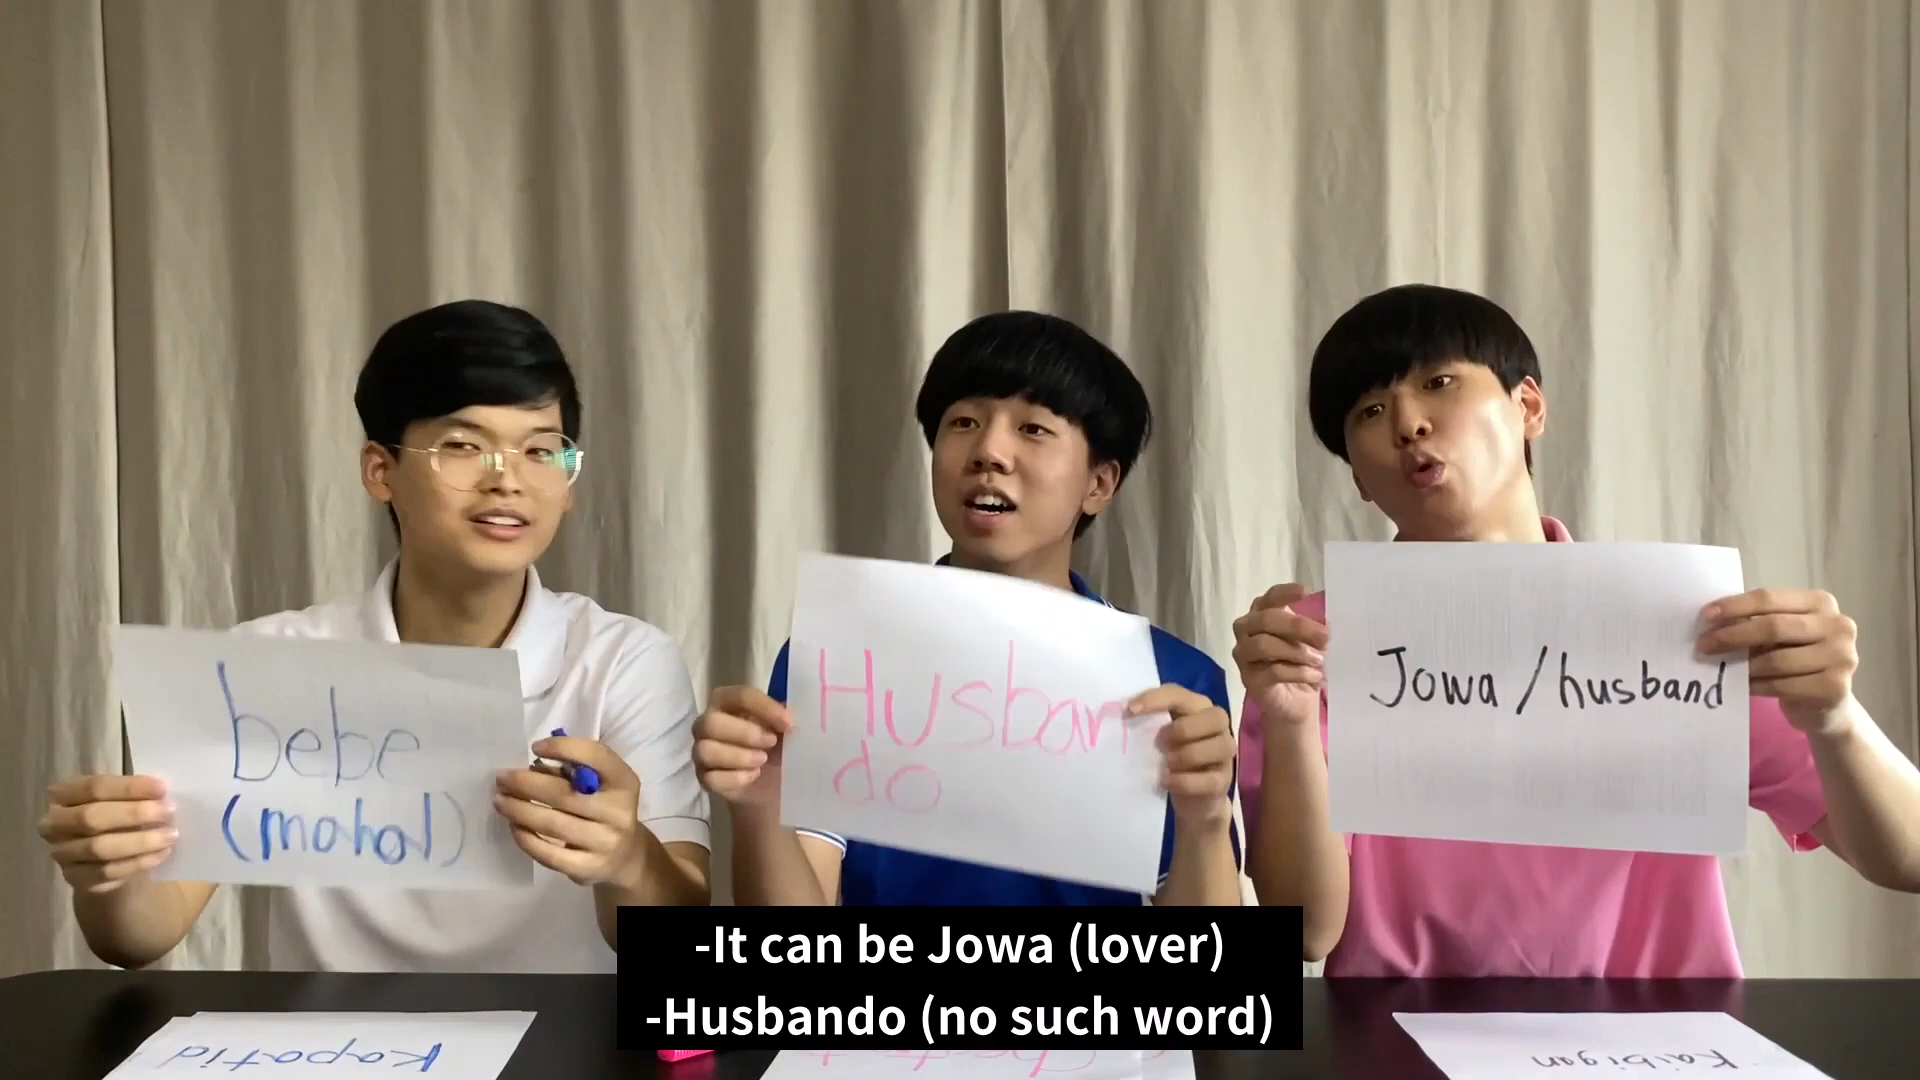 bebe
(mahal)
Husban
do
Jowa / husband
-It can be Jowa (lover)
-Husbando (no such word)
Kapatid
Kaibigan